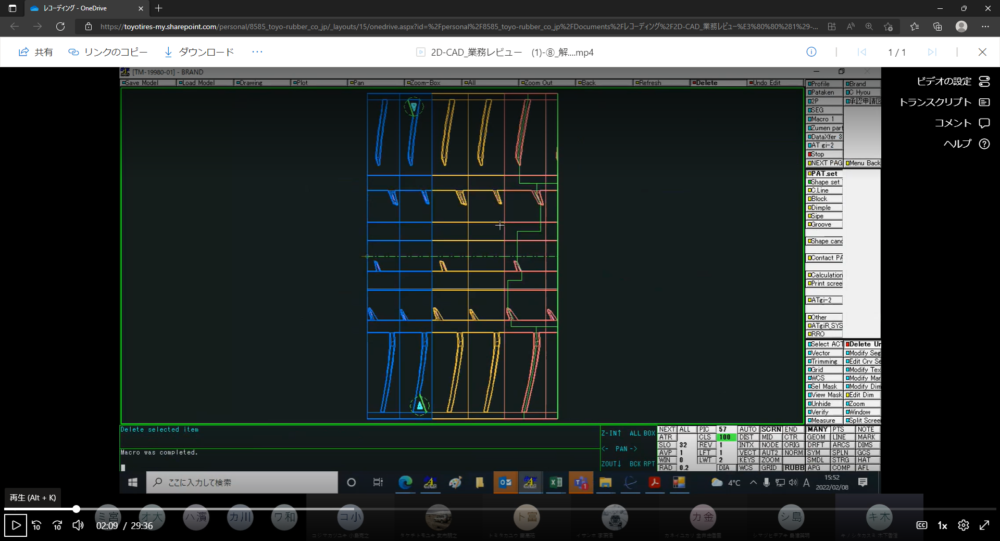 レコーディング - OneDrive
https://toyotires-my.sharepoint.com/personal/8585_toyo-rubber_co_jp/_layouts/15/onedrive.aspx?id=%2Fpersonal%2F8585_toyo-rubber_co_jp%2FDocuments%2Fレコーディング%2F2D-CAD_業務レビュー%E3%80%80%281%29-...
共有 リンクのコピー ダウンロード ... 2D-CAD_業務レビュー (1)-⑧_解....mp4 1 / 1
[TM-19980-01] - BRAND
Save Model Load Model Drawing Plot Pan Zoom-Box All Zoom Out Back Refresh Delete Undo Edit
ビデオの設定
トランスクリプト
コメント
ヘルプ
Profile Brand
Pataken C Hyou
2P 承認申請図
SEG
Macro 1
Zumen part
DataXfer 3
AT gi-2
Stop
NEXT PAG Menu Back
PAT.set
Shape set
C.Line
Block
Dimple
Sipe
Groove
Shape cand
Contact PA
Calculation
Print scree
ATgi-2
Other
ATgiR_SYS
RRO
Select ACT Delete Ur
Vector Modify Seg
Trimming Edit Crv Se
Grid Modify Tex
WCS Modify Mar
Sel Mask Modify Dim
View Mask Edit Dim
Unhide Zoom
Verify Window
Measure Split Scree
Delete selected item
Macro was completed.
Z-IN↑ ALL BOX
<- PAN ->
ZOUT↓ BCK RPT
NEXT ALL PIC 57 AUTO SCRN END MANY PTS NOTE
ATR CLS 100 DIST MID CTR GEOM LINE MARK
SLO 32 REV 1 INTX NODE ORIG DRFT ARCS DIMS
AVP 1 LFT 1 VECT AUT2 NORM SYM SPLN GCS
WIN 0 LWT 2 KEYS ZOOM SMDL STRG HAT
RAD 0.2 DIA WCS GRID RUBB APG COMP AFL
ここに入力して検索
4°C A 15:52
2022/02/08
再生 (Alt + K)
ミ宮 オ大 ハ濱 カ川 ワ和 コ小 ト富 カ金 シ島 キ木
10 10 02:09 / 29:36
CC 1x